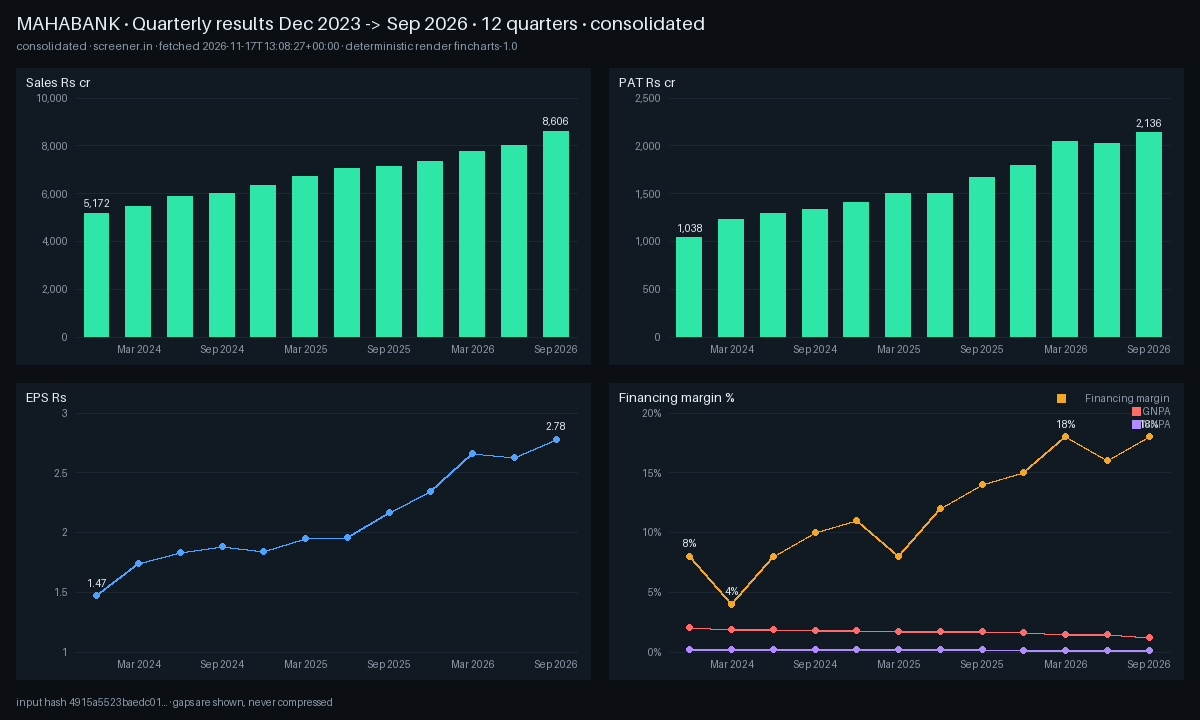 MAHABANK · Quarterly results Dec 2023 -> Sep 2026 · 12 quarters · consolidated
consolidated · screener.in · fetched 2026-11-17T13:08:27+00:00 · deterministic render fincharts-1.0
Sales Rs cr
10,000
8,000
6,000
4,000
2,000
0
5,172
8,606
Mar 2024
Sep 2024
Mar 2025
Sep 2025
Mar 2026
Sep 2026
PAT Rs cr
2,500
2,000
1,500
1,000
500
0
1,038
2,136
Mar 2024
Sep 2024
Mar 2025
Sep 2025
Mar 2026
Sep 2026
EPS Rs
3
2.5
2
1.5
1
1.47
2.78
Mar 2024
Sep 2024
Mar 2025
Sep 2025
Mar 2026
Sep 2026
Financing margin %
Financing margin
GNPA
20%
15%
10%
5%
0%
8%
4%
18%
18%
Mar 2024
Sep 2024
Mar 2025
Sep 2025
Mar 2026
Sep 2026
input hash 4915a5523baedc01… · gaps are shown, never compressed